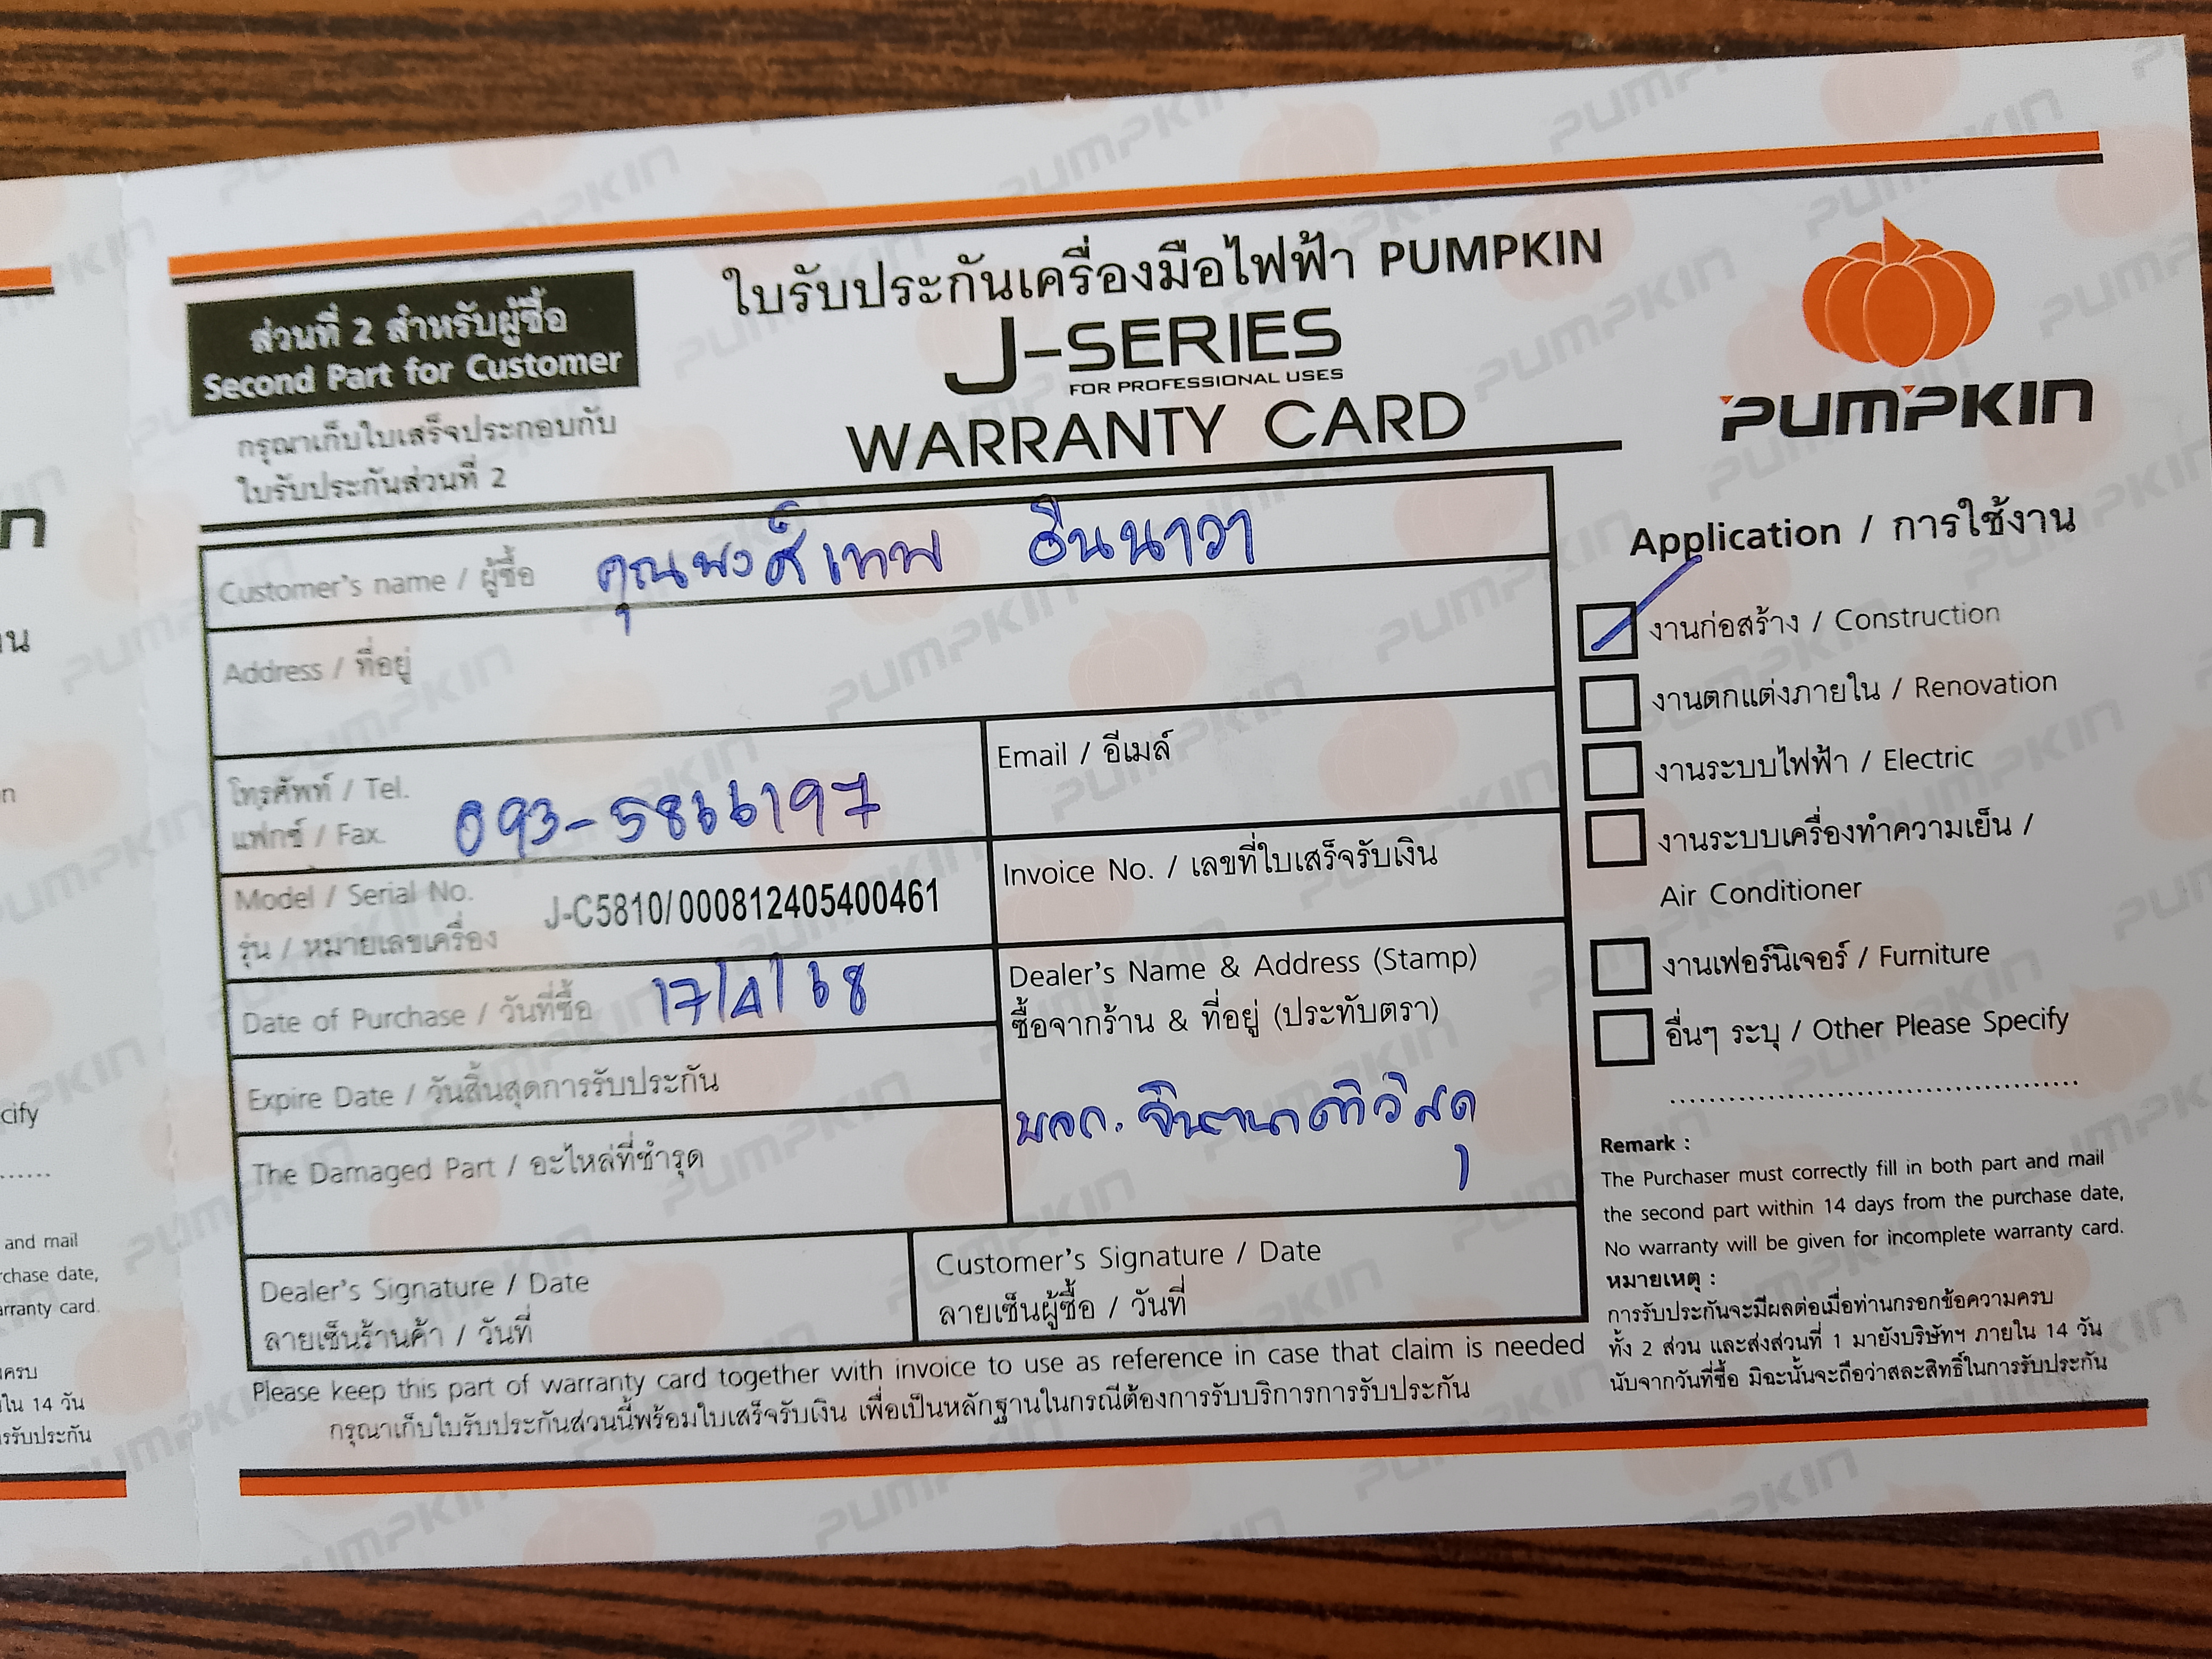 ส่วนที่ 2 สำหรับผู้ซื้อ
Second Part for Customer
กรุณาเก็บใบเสร็จประกอบกับ
ใบรับประกันส่วนที่ 2
ใบรับประกันเครื่องมือไฟฟ้า PUMPKIN
J-SERIES
FOR PROFESSIONAL USES
WARRANTY CARD
PUMPKIN
Customer's name / ผู้ซื้อ คุณพงศ์เทพ อินนาวา
Address / ที่อยู่
โทรศัพท์ / Tel.
แฟกซ์ / Fax. 093-5866197
Email / อีเมล์
Model / Serial No.
รุ่น / หมายเลขเครื่อง J-C5810/000812405400461
Invoice No. / เลขที่ใบเสร็จรับเงิน
Date of Purchase / วันที่ซื้อ 17/4/68
Expire Date / วันสิ้นสุดการรับประกัน
The Damaged Part / อะไหล่ที่ชำรุด
Dealer's Name & Address (Stamp)
ซื้อจากร้าน & ที่อยู่ (ประทับตรา)
หจก.
Dealer's Signature / Date
ลายเซ็นร้านค้า / วันที่
Customer's Signature / Date
ลายเซ็นผู้ซื้อ / วันที่
Please keep this part of warranty card together with invoice to use as reference in case that claim is needed
กรุณาเก็บใบรับประกันส่วนนี้พร้อมใบเสร็จรับเงิน เพื่อเป็นหลักฐานในกรณีต้องการรับบริการการรับประกัน
Application / การใช้งาน
งานก่อสร้าง / Construction
งานตกแต่งภายใน / Renovation
งานระบบไฟฟ้า / Electric
งานระบบเครื่องทำความเย็น /
Air Conditioner
งานเฟอร์นิเจอร์ / Furniture
อื่นๆ ระบุ / Other Please Specify
Remark :
The Purchaser must correctly fill in both part and mail
the second part within 14 days from the purchase date,
No warranty will be given for incomplete warranty card.
หมายเหตุ :
การรับประกันจะมีผลต่อเมื่อท่านกรอกข้อความครบ
ทั้ง 2 ส่วน และส่งส่วนที่ 1 มายังบริษัทฯ ภายใน 14 วัน
นับจากวันที่ซื้อ มิฉะนั้นจะถือว่าสละสิทธิ์ในการรับประกัน